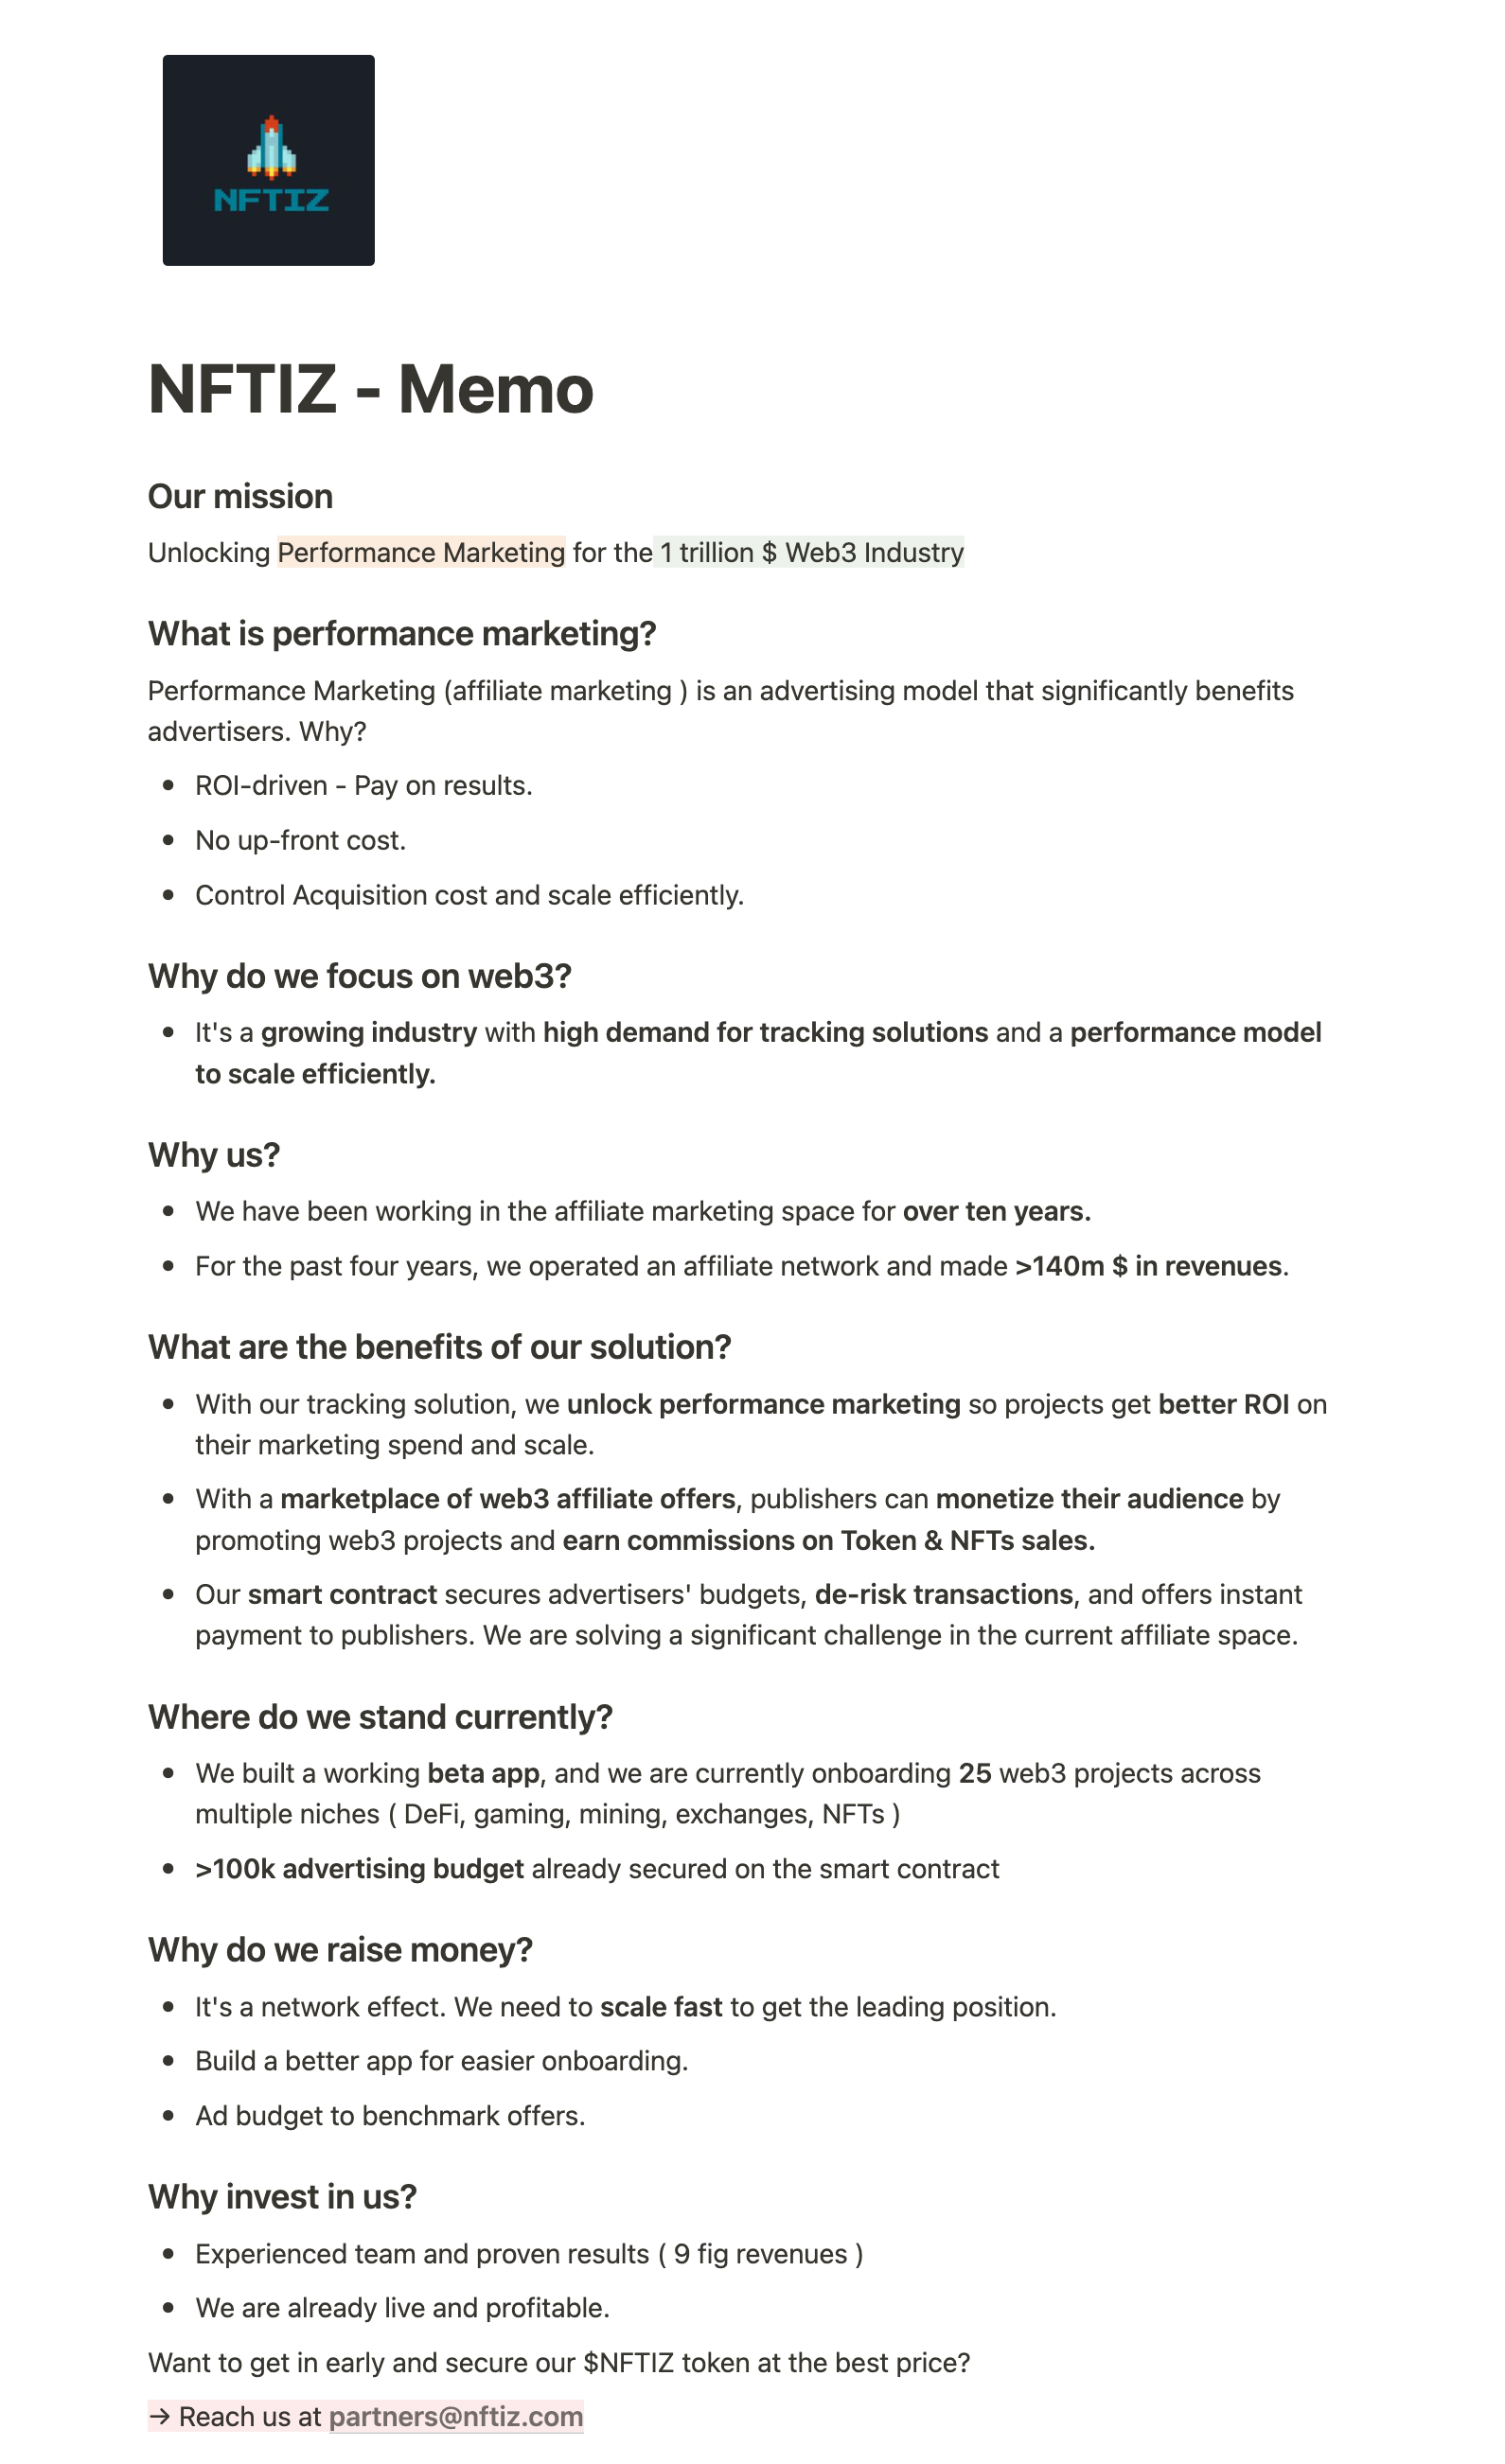 NFTIZ
NFTIZ - Memo
Our mission
Unlocking Performance Marketing for the 1 trillion $ Web3 Industry
What is performance marketing?
Performance Marketing (affiliate marketing ) is an advertising model that significantly benefits
advertisers. Why?
• ROI-driven - Pay on results.
• No up-front cost.
• Control Acquisition cost and scale efficiently.
Why do we focus on web3?
• It's a growing industry with high demand for tracking solutions and a performance model
to scale efficiently.
Why us?
• We have been working in the affiliate marketing space for over ten years.
• For the past four years, we operated an affiliate network and made >140m $ in revenues.
What are the benefits of our solution?
• With our tracking solution, we unlock performance marketing so projects get better ROI on
their marketing spend and scale.
• With a marketplace of web3 affiliate offers, publishers can monetize their audience by
promoting web3 projects and earn commissions on Token & NFTs sales.
• Our smart contract secures advertisers' budgets, de-risk transactions, and offers instant
payment to publishers. We are solving a significant challenge in the current affiliate space.
Where do we stand currently?
• We built a working beta app, and we are currently onboarding 25 web3 projects across
multiple niches ( DeFi, gaming, mining, exchanges, NFTs )
• >100k advertising budget already secured on the smart contract
Why do we raise money?
• It's a network effect. We need to scale fast to get the leading position.
• Build a better app for easier onboarding.
• Ad budget to benchmark offers.
Why invest in us?
• Experienced team and proven results ( 9 fig revenues )
• We are already live and profitable.
Want to get in early and secure our $NFTIZ token at the best price?
→ Reach us at partners@nftiz.com